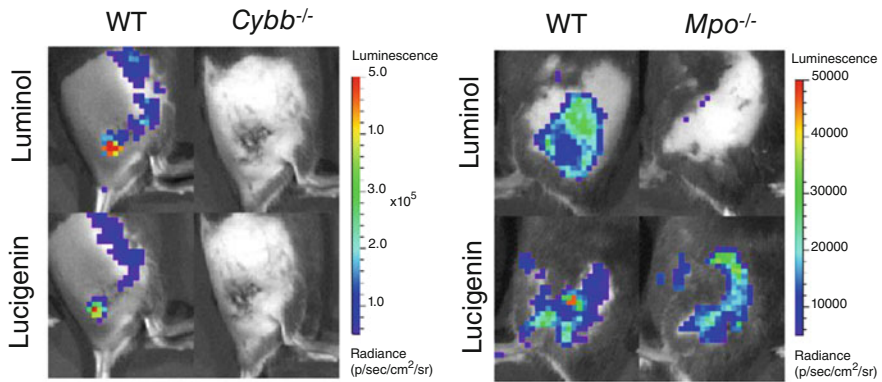 WT
Cybb-/-
Luminol
Lucigenin
Luminescence
5.0
1.0
3.0
x10^5
2.0
1.0
Radiance
(p/sec/cm²/sr)
WT
Mpo-/-
Luminol
Lucigenin
Luminescence
50000
40000
30000
20000
10000
Radiance
(p/sec/cm²/sr)